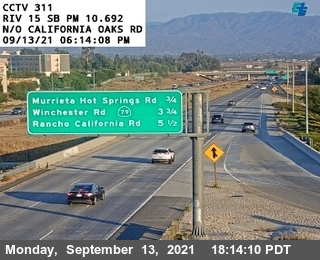 CCTV 311
RIV 15 SB PM 10.692
N/O CALIFORNIA OAKS RD
09/13/21 06:14:08 PM
Murrieta Hot Springs Rd ¾
Winchester Rd 79 3 ¾
Rancho California Rd 5 ½
Monday, September 13, 2021 18:14:10 PDT